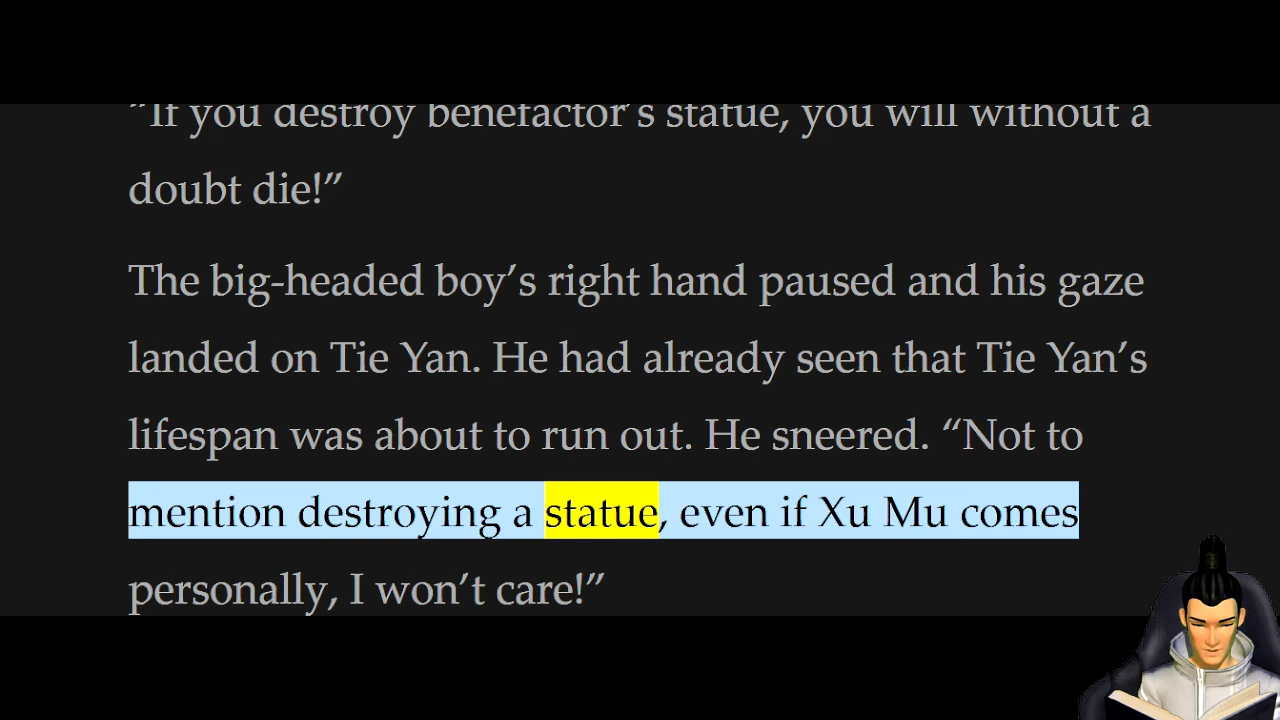 “If you destroy benefactor’s statue, you will without a
doubt die!”
The big-headed boy’s right hand paused and his gaze
landed on Tie Yan. He had already seen that Tie Yan’s
lifespan was about to run out. He sneered. “Not to
mention destroying a statue, even if Xu Mu comes
personally, I won’t care!”